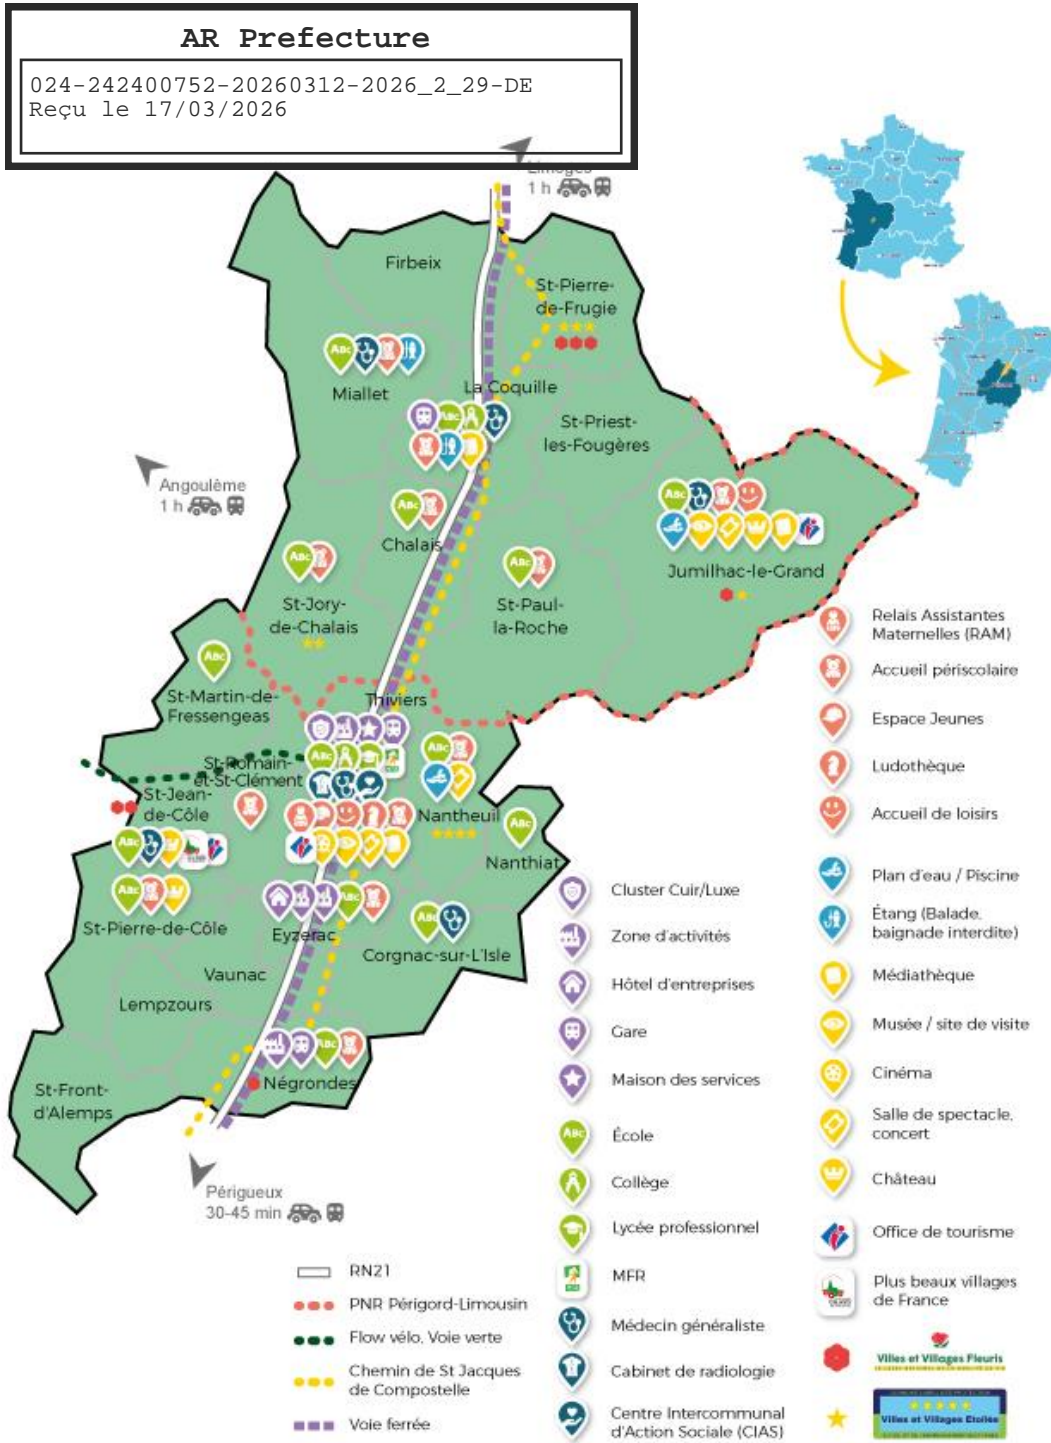 AR Prefecture
024-242400752-20260312-2026_2_29-DE
Reçu le 17/03/2026
Limoges
1 h
Firbeix
St-Pierre-
de-Frugie
Miallet
La Coquille
St-Priest-
les-Fougères
Angoulême
1 h
Chalais
Jumilhac-le-Grand
St-Jory-
de-Chalais
St-Paul-
la-Roche
St-Martin-de-
Fressengeas
Thiviers
St-Romain-
et-St-Clément
St-Jean-
de-Côle
Nantheuil
Nanthiat
St-Pierre-de-Côle
Eyzerac
Corgnac-sur-L'Isle
Vaunac
Lempzours
Négrondes
St-Front-
d'Alemps
Périgueux
30-45 min
RN21
PNR Périgord-Limousin
Flow vélo, Voie verte
Chemin de St Jacques
de Compostelle
Voie ferrée
Cluster Cuir/Luxe
Zone d'activités
Hôtel d'entreprises
Gare
Maison des services
École
Collège
Lycée professionnel
MFR
Médecin généraliste
Cabinet de radiologie
Centre Intercommunal
d'Action Sociale (CIAS)
Relais Assistantes
Maternelles (RAM)
Accueil périscolaire
Espace Jeunes
Ludothèque
Accueil de loisirs
Plan d'eau / Piscine
Étang (Balade,
baignade interdite)
Médiathèque
Musée / site de visite
Cinéma
Salle de spectacle,
concert
Château
Office de tourisme
Plus beaux villages
de France
Villes et Villages Fleuris
Villes et Villages Etoilés